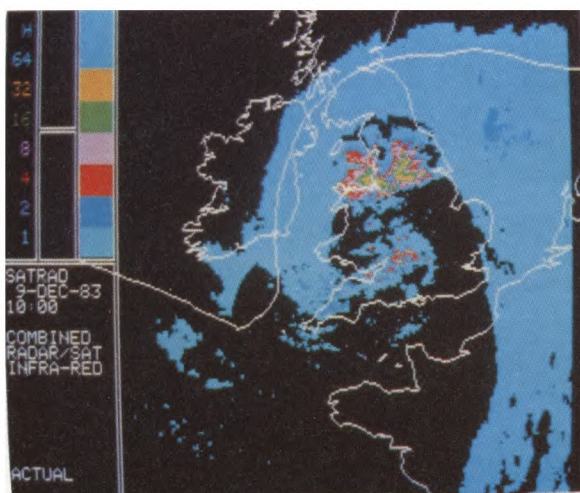 H
64
32
16
8
4
2
1
SATRAD
9-DEC-83
10:00
COMBINED
RADAR/SAT
INFRA-RED
ACTUAL